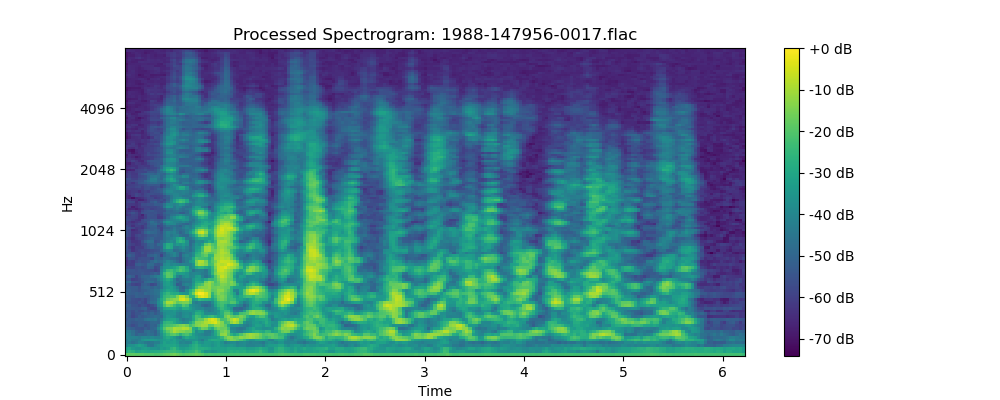 Processed Spectrogram: 1988-147956-0017.flac
Hz
4096
2048
1024
512
0
0 1 2 3 4 5 6
Time
+0 dB
-10 dB
-20 dB
-30 dB
-40 dB
-50 dB
-60 dB
-70 dB